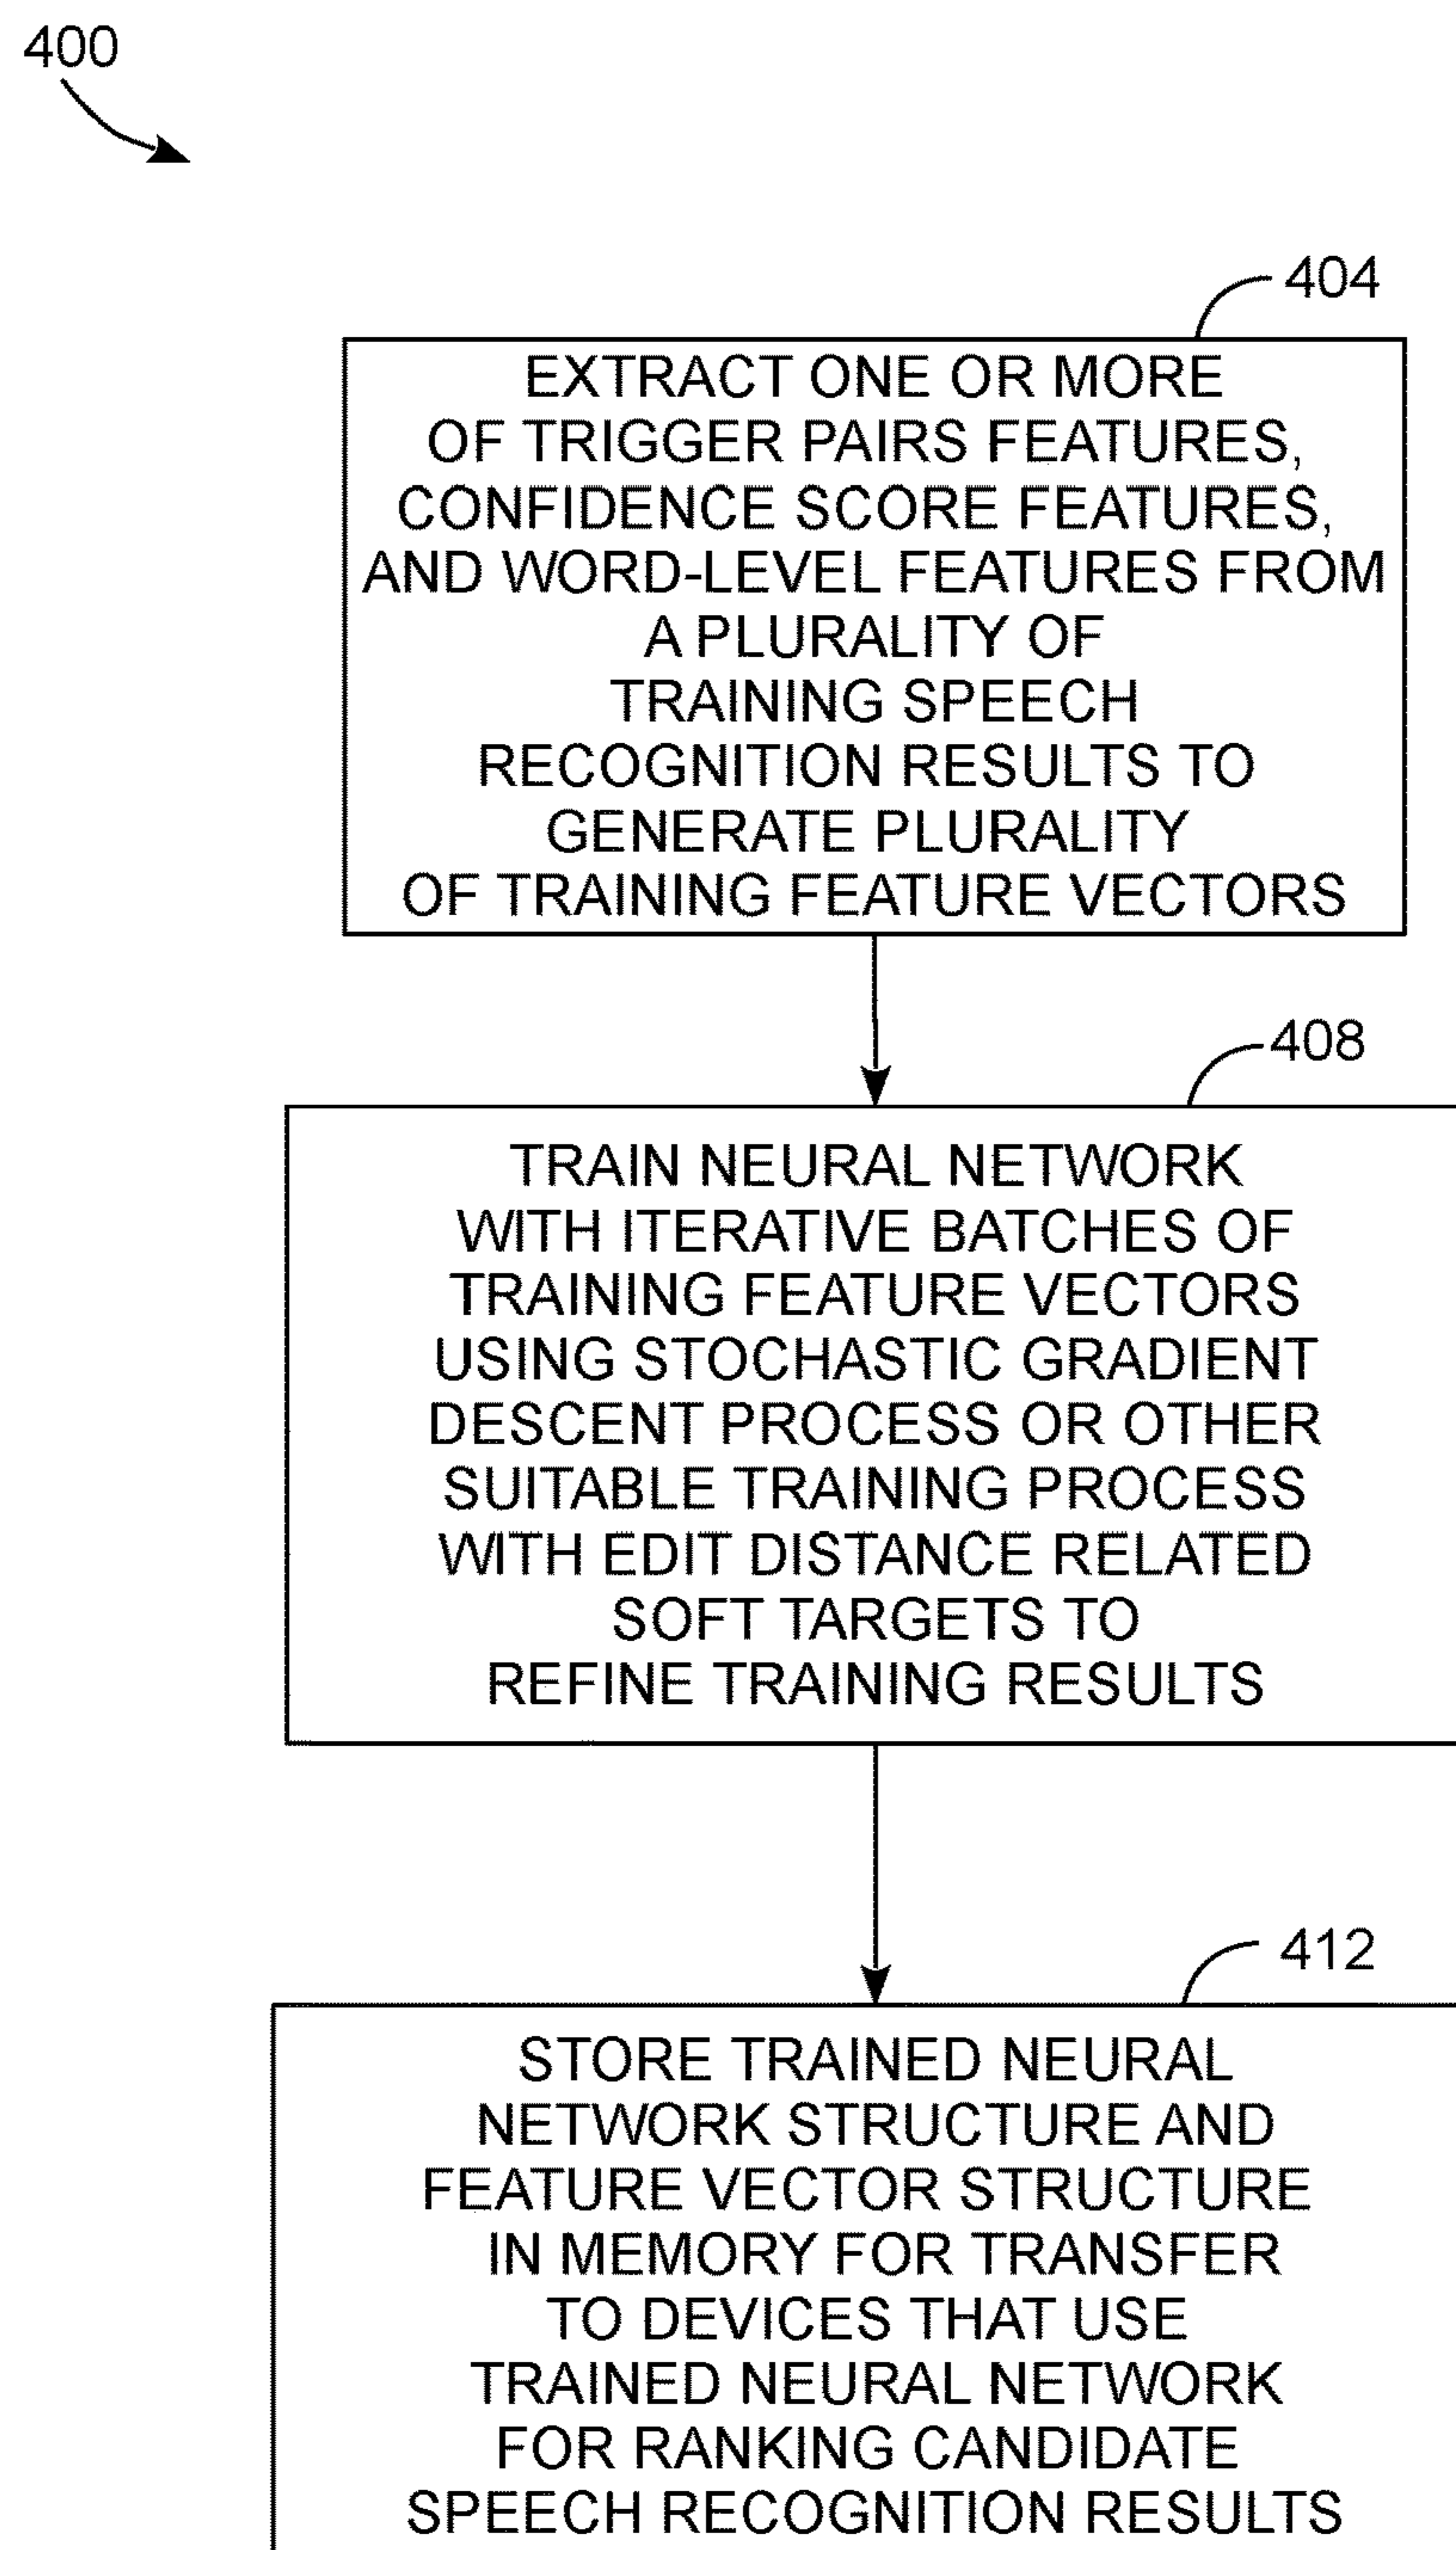 400
404
EXTRACT ONE OR MORE
OF TRIGGER PAIRS FEATURES,
CONFIDENCE SCORE FEATURES,
AND WORD-LEVEL FEATURES FROM
A PLURALITY OF
TRAINING SPEECH
RECOGNITION RESULTS TO
GENERATE PLURALITY
OF TRAINING FEATURE VECTORS
408
TRAIN NEURAL NETWORK
WITH ITERATIVE BATCHES OF
TRAINING FEATURE VECTORS
USING STOCHASTIC GRADIENT
DESCENT PROCESS OR OTHER
SUITABLE TRAINING PROCESS
WITH EDIT DISTANCE RELATED
SOFT TARGETS TO
REFINE TRAINING RESULTS
412
STORE TRAINED NEURAL
NETWORK STRUCTURE AND
FEATURE VECTOR STRUCTURE
IN MEMORY FOR TRANSFER
TO DEVICES THAT USE
TRAINED NEURAL NETWORK
FOR RANKING CANDIDATE
SPEECH RECOGNITION RESULTS